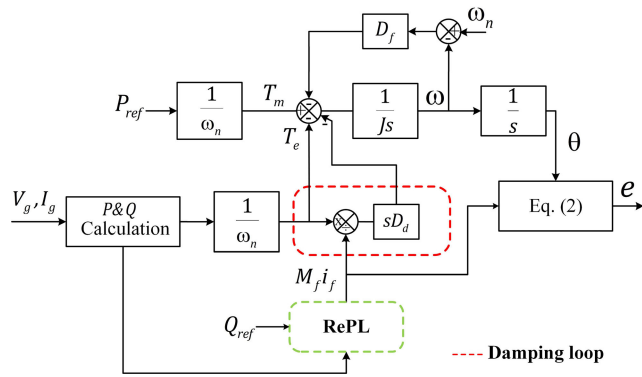 D_f
ω_n
P_ref
1
ω_n
T_m
T_e
1
Js
ω
1
s
θ
V_g,I_g
P&Q
Calculation
1
ω_n
sD_d
Eq. (2)
e
M_f i_f
Q_ref
RePL
Damping loop